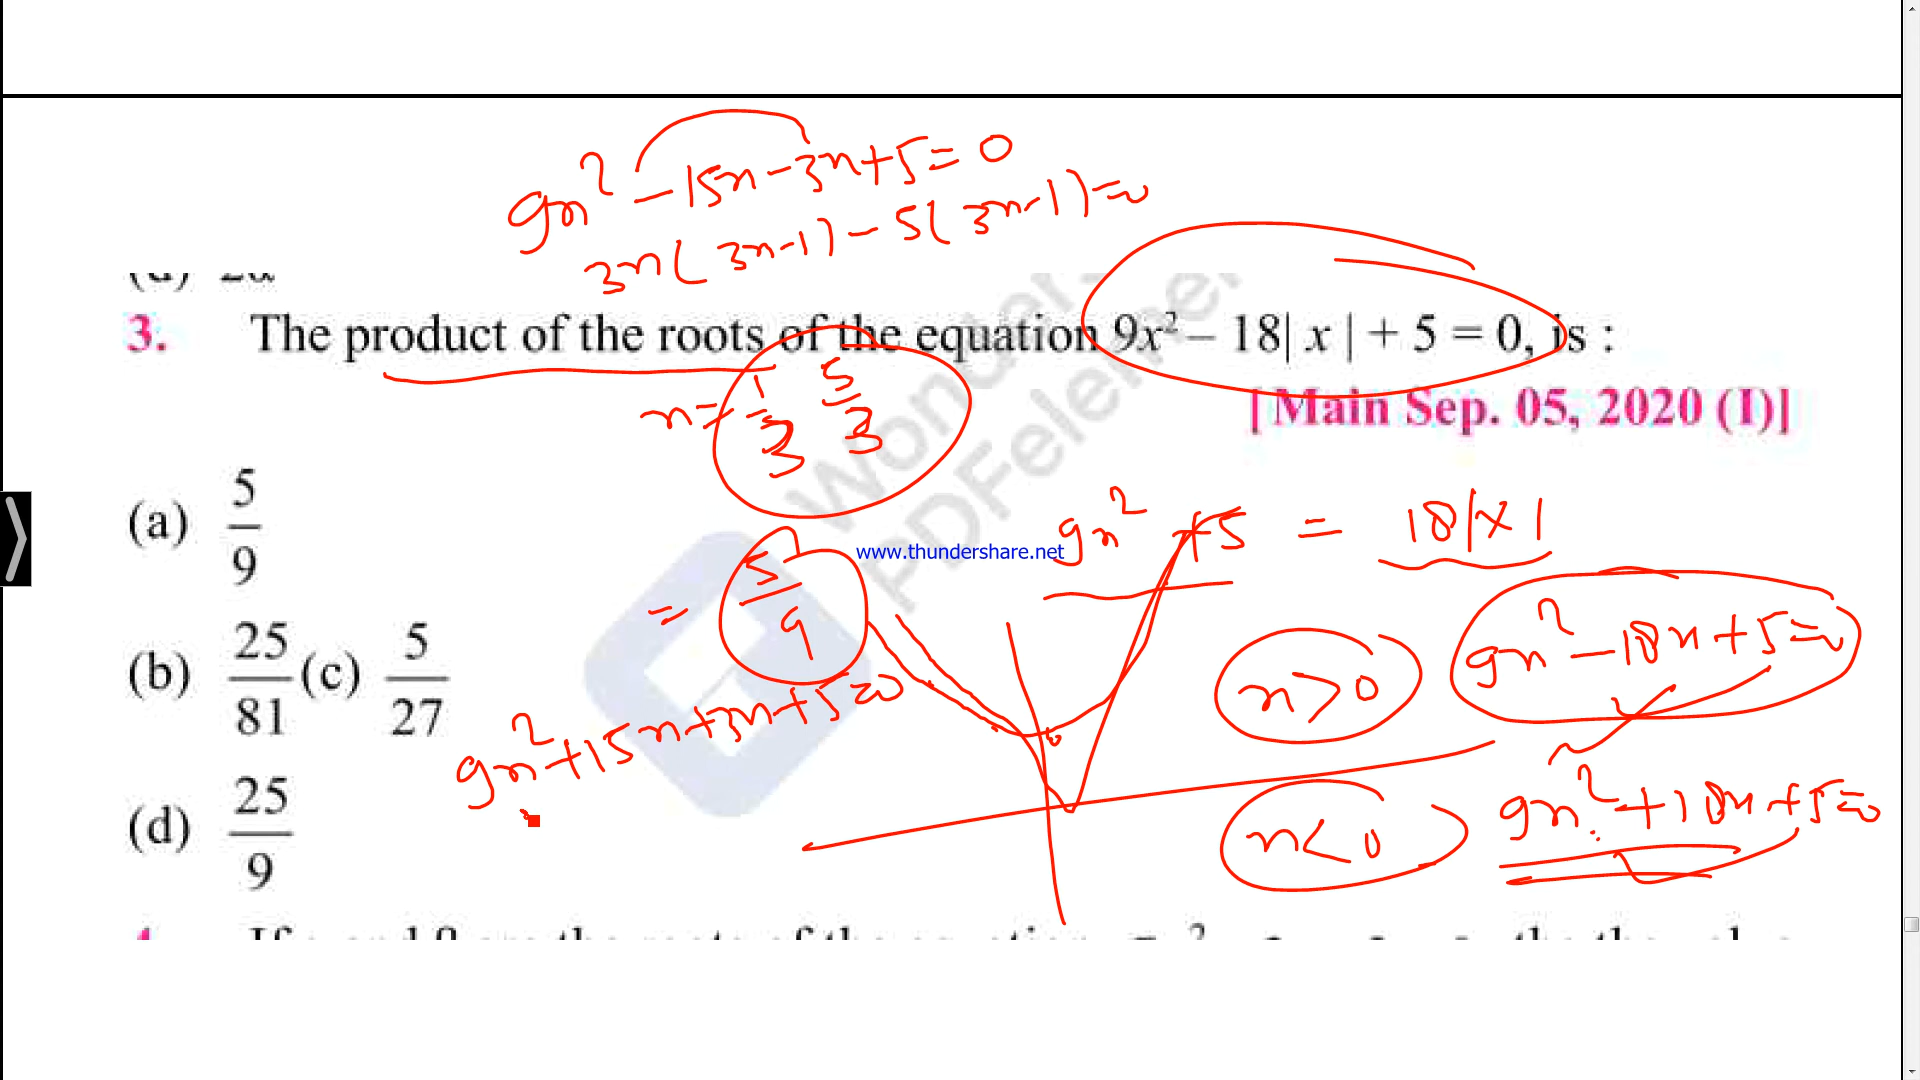 9x² - 15x - 3x + 5 = 0
3x(3x-1) - 5(3x-1) = 0
3. The product of the roots of the equation 9x² – 18| x | + 5 = 0, is :
x = 1/3 5/3
[Main Sep. 05, 2020 (I)]
(a) 5/9
9x² + 5 = 18|x|
www.thundershare.net
Wondershare
PDFelement
= 5/9
x > 0 9x² - 18x + 5 = 0
(b) 25/81 (c) 5/27
9x² + 15x + 3x + 5 = 0
x < 0 9x² + 18x + 5 = 0
(d) 25/9